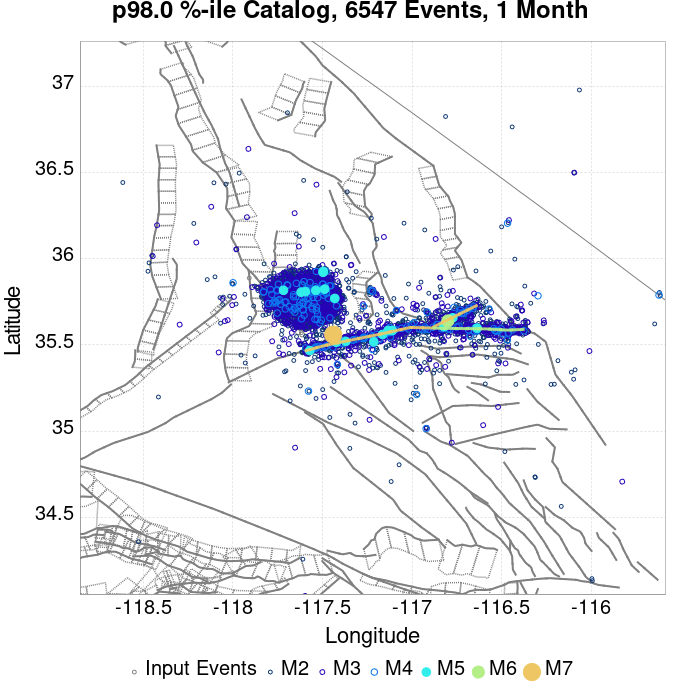 p98.0 %-ile Catalog, 6547 Events, 1 Month
37
36.5
36
35.5
35
34.5
Latitude
-118.5 -118 -117.5 -117 -116.5 -116
Longitude
Input Events M2 M3 M4 M5 M6 M7